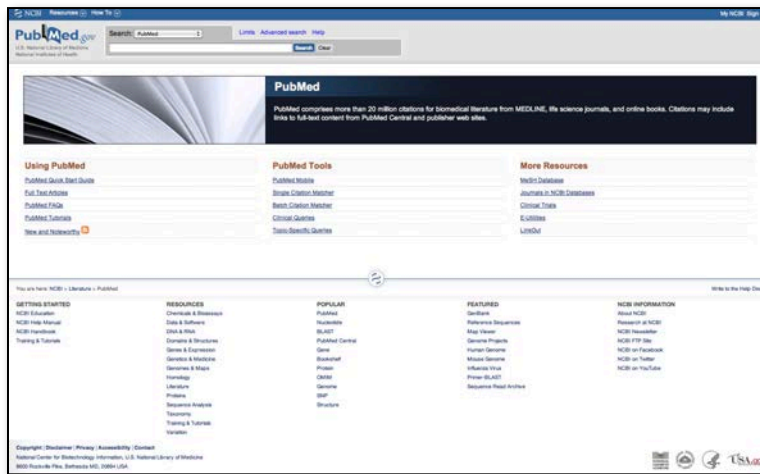 NCBI Resources How To My NCBI Sign
PubMed.gov
U.S. National Library of Medicine
National Institutes of Health
Search: PubMed
Limits Advanced search Help
Search Clear
PubMed
PubMed comprises more than 20 million citations for biomedical literature from MEDLINE, life science journals, and online books. Citations may include
links to full-text content from PubMed Central and publisher web sites.
Using PubMed
PubMed Quick Start Guide
Full Text Articles
PubMed FAQs
PubMed Tutorials
New and Noteworthy
PubMed Tools
PubMed Mobile
Single Citation Matcher
Batch Citation Matcher
Clinical Queries
Topic-Specific Queries
More Resources
MeSH Database
Journals in NCBI Databases
Clinical Trials
E-Utilities
LinkOut
You are here: NCBI > Literature > PubMed
Write to the Help Des
GETTING STARTED
NCBI Education
NCBI Help Manual
NCBI Handbook
Training & Tutorials
RESOURCES
Chemicals & Bioassays
Data & Software
DNA & RNA
Domains & Structures
Genes & Expression
Genetics & Medicine
Genomes & Maps
Homology
Literature
Proteins
Sequence Analysis
Taxonomy
Training & Tutorials
Variation
POPULAR
PubMed
Nucleotide
BLAST
PubMed Central
Gene
Bookshelf
Protein
OMIM
Genome
SNP
Structure
FEATURED
GenBank
Reference Sequences
Map Viewer
Genome Projects
Human Genome
Mouse Genome
Influenza Virus
Primer-BLAST
Sequence Read Archive
NCBI INFORMATION
About NCBI
Research at NCBI
NCBI Newsletter
NCBI FTP Site
NCBI on Facebook
NCBI on Twitter
NCBI on YouTube
Copyright | Disclaimer | Privacy | Accessibility | Contact
National Center for Biotechnology Information, U.S. National Library of Medicine
8600 Rockville Pike, Bethesda MD, 20894 USA
USA.go